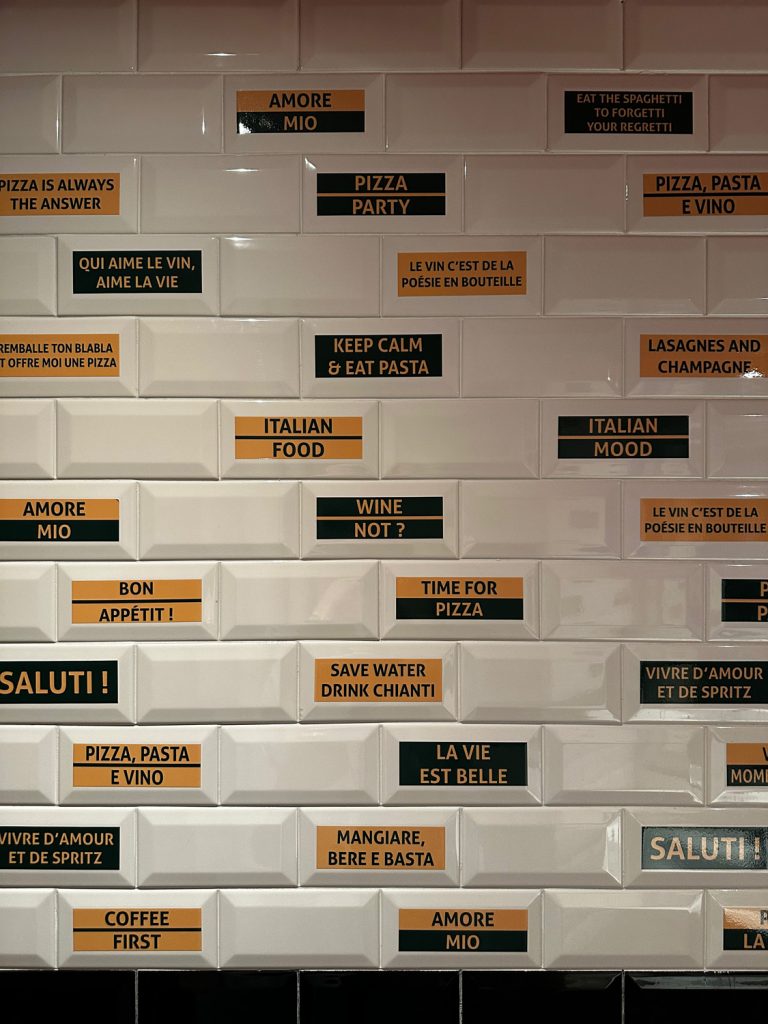 AMORE
MIO
EAT THE SPAGHETTI
TO FORGETTI
YOUR REGRETTI
PIZZA IS ALWAYS
THE ANSWER
PIZZA
PARTY
PIZZA, PASTA
E VINO
QUI AIME LE VIN,
AIME LA VIE
LE VIN C'EST DE LA
POÉSIE EN BOUTEILLE
REMBALLE TON BLABLA
ET OFFRE MOI UNE PIZZA
KEEP CALM
& EAT PASTA
LASAGNES AND
CHAMPAGNE
ITALIAN
FOOD
ITALIAN
MOOD
AMORE
MIO
WINE
NOT ?
LE VIN C'EST DE LA
POÉSIE EN BOUTEILLE
BON
APPÉTIT !
TIME FOR
PIZZA
SALUTI !
SAVE WATER
DRINK CHIANTI
VIVRE D'AMOUR
ET DE SPRITZ
PIZZA, PASTA
E VINO
LA VIE
EST BELLE
VIVRE D'AMOUR
ET DE SPRITZ
MANGIARE,
BERE E BASTA
SALUTI !
COFFEE
FIRST
AMORE
MIO
LA